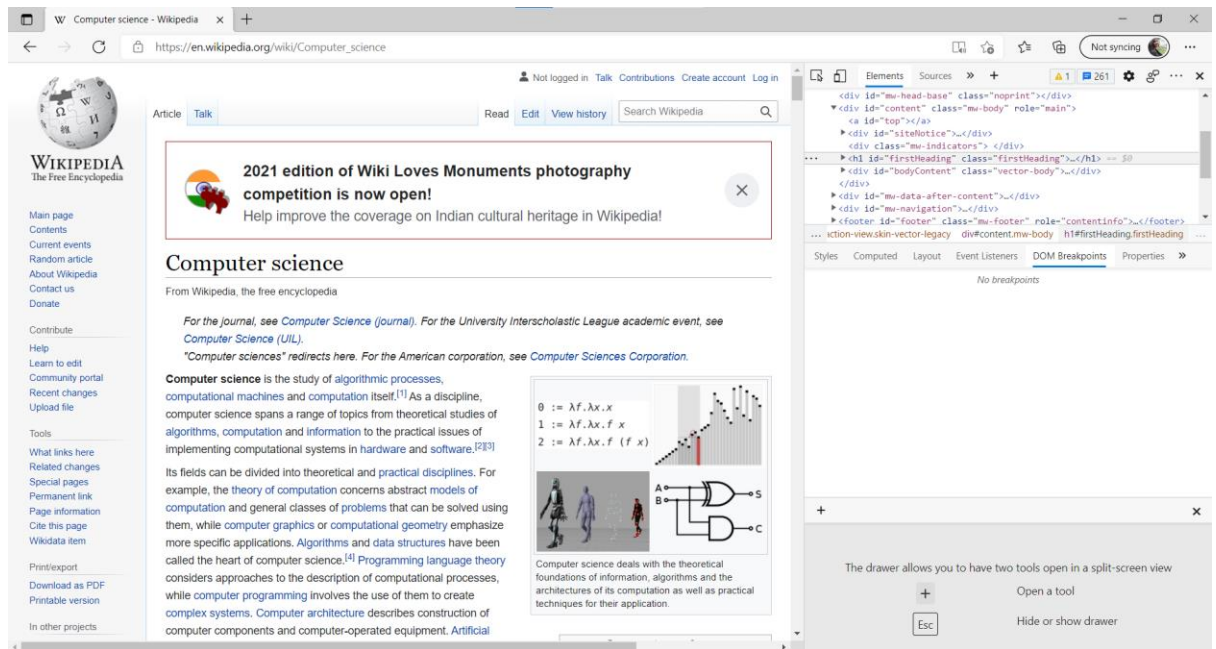 Computer science - Wikipedia
https://en.wikipedia.org/wiki/Computer_science
Not syncing
WIKIPEDIA
The Free Encyclopedia
Main page
Contents
Current events
Random article
About Wikipedia
Contact us
Donate
Contribute
Help
Learn to edit
Community portal
Recent changes
Upload file
Tools
What links here
Related changes
Special pages
Permanent link
Page information
Cite this page
Wikidata item
Print/export
Download as PDF
Printable version
In other projects
Not logged in Talk Contributions Create account Log in
Article Talk
Read Edit View history Search Wikipedia
2021 edition of Wiki Loves Monuments photography
competition is now open!
Help improve the coverage on Indian cultural heritage in Wikipedia!
Computer science
From Wikipedia, the free encyclopedia
For the journal, see Computer Science (journal). For the University Interscholastic League academic event, see
Computer Science (UIL).
"Computer sciences" redirects here. For the American corporation, see Computer Sciences Corporation.
Computer science is the study of algorithmic processes,
computational machines and computation itself.[1] As a discipline,
computer science spans a range of topics from theoretical studies of
algorithms, computation and information to the practical issues of
implementing computational systems in hardware and software.[2][3]
Its fields can be divided into theoretical and practical disciplines. For
example, the theory of computation concerns abstract models of
computation and general classes of problems that can be solved using
them, while computer graphics or computational geometry emphasize
more specific applications. Algorithms and data structures have been
called the heart of computer science.[4] Programming language theory
considers approaches to the description of computational processes,
while computer programming involves the use of them to create
complex systems. Computer architecture describes construction of
computer components and computer-operated equipment. Artificial
0 := λf.λx.x
1 := λf.λx.f x
2 := λf.λx.f (f x)
A
B
S
C
Computer science deals with the theoretical
foundations of information, algorithms and the
architectures of its computation as well as practical
techniques for their application.
Elements Sources » + 1 261
<div id="mw-head-base" class="noprint"></div>
▼<div id="content" class="mw-body" role="main">
<a id="top"></a>
▶<div id="siteNotice">…</div>
<div class="mw-indicators"> </div>
··· ▶<h1 id="firstHeading" class="firstHeading">…</h1> == $0
▶<div id="bodyContent" class="vector-body">…</div>
</div>
▶<div id="mw-data-after-content">…</div>
▶<div id="mw-navigation">…</div>
▶<footer id="footer" class="mw-footer" role="contentinfo">…</footer>
... ction-view.skin-vector-legacy div#content.mw-body h1#firstHeading.firstHeading ...
Styles Computed Layout Event Listeners DOM Breakpoints Properties »
No breakpoints
The drawer allows you to have two tools open in a split-screen view
+ Open a tool
Esc Hide or show drawer